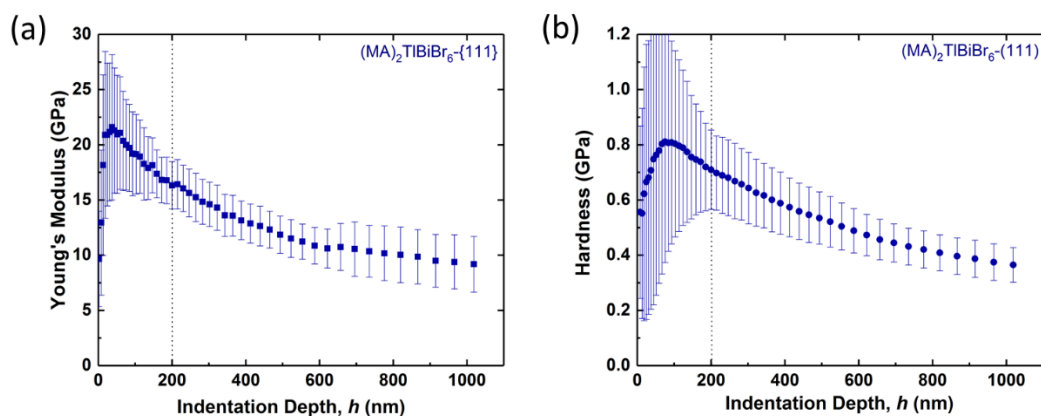 (a)
(MA)₂TlBiBr₆-{111}
Young's Modulus (GPa)
30
25
20
15
10
5
0
0 200 400 600 800 1000
Indentation Depth, h (nm)
(b)
(MA)₂TlBiBr₆-(111)
Hardness (GPa)
1.2
1.0
0.8
0.6
0.4
0.2
0.0
0 200 400 600 800 1000
Indentation Depth, h (nm)